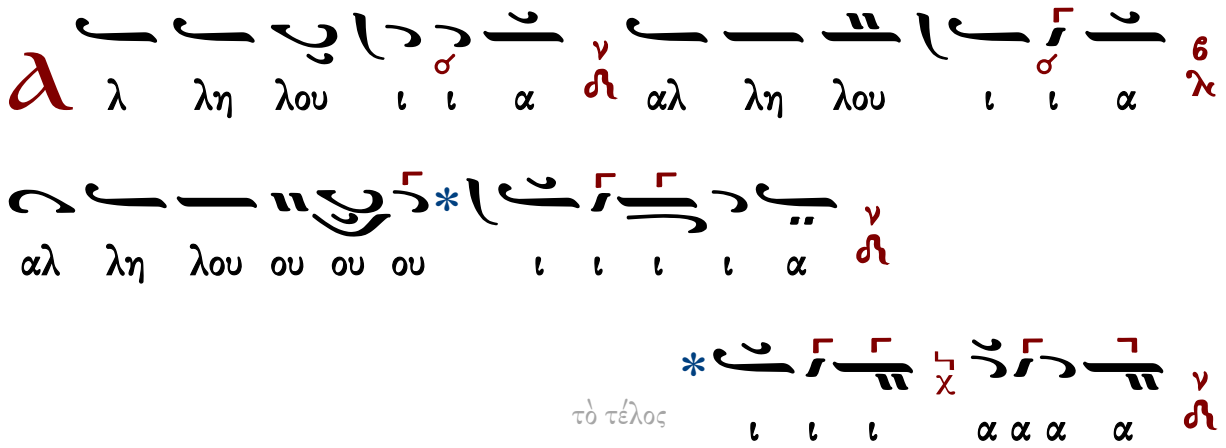 Α λ λη λου ι ι α ν αλ λη λου ι ι α β λ
αλ λη λου ου ου ου * ι ι ι ι α ν
* ι ι ι χ α α α α ν
τὸ τέλος